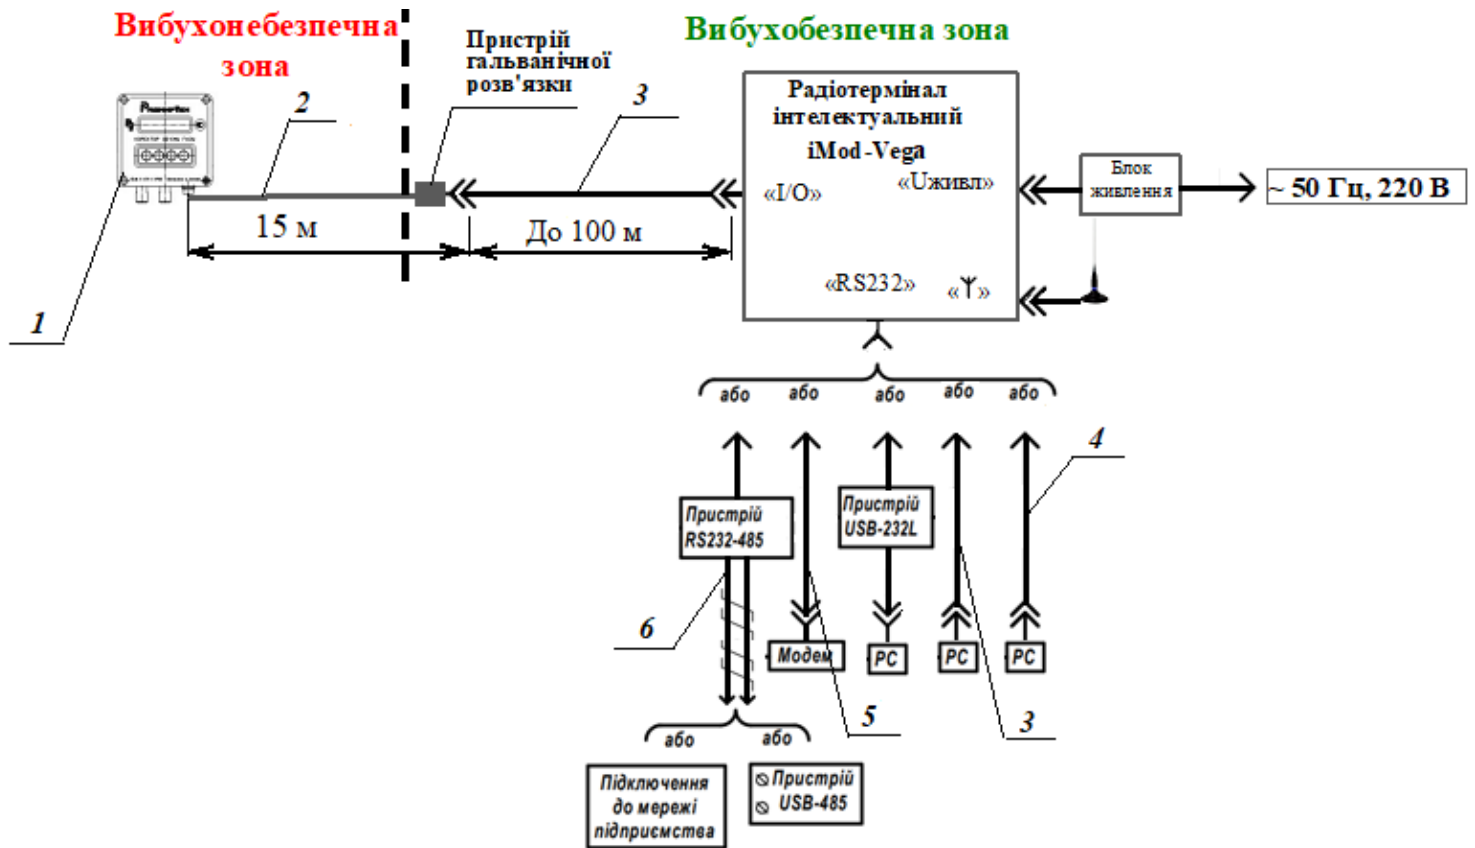 Вибухонебезпечна
зона
Вибухобезпечна зона
Пристрій
гальванічної
розв'язки
2
3
Радіотермінал
інтелектуальний
iMod-Vega
«I/O»
«Uживл»
«RS232»
Блок
живлення
~ 50 Гц, 220 В
15 м
До 100 м
1
або
або
або
або
або
4
Пристрій
RS232-485
Пристрій
USB-232L
6
Модем
PC
PC
PC
5
3
або
або
Підключення
до мережі
підприємства
Пристрій
USB-485